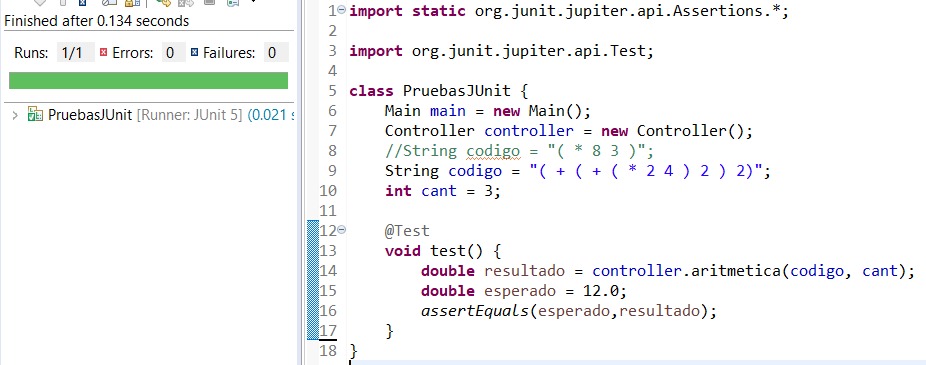 Finished after 0.134 seconds
Runs: 1/1 Errors: 0 Failures: 0
PruebasJUnit [Runner: JUnit 5] (0.021 s
1 import static org.junit.jupiter.api.Assertions.*;
2
3 import org.junit.jupiter.api.Test;
4
5 class PruebasJUnit {
6 Main main = new Main();
7 Controller controller = new Controller();
8 //String codigo = "( * 8 3 )";
9 String codigo = "( + ( + ( * 2 4 ) 2 ) 2)";
10 int cant = 3;
11
12 @Test
13 void test() {
14 double resultado = controller.aritmetica(codigo, cant);
15 double esperado = 12.0;
16 assertEquals(esperado,resultado);
17 }
18 }